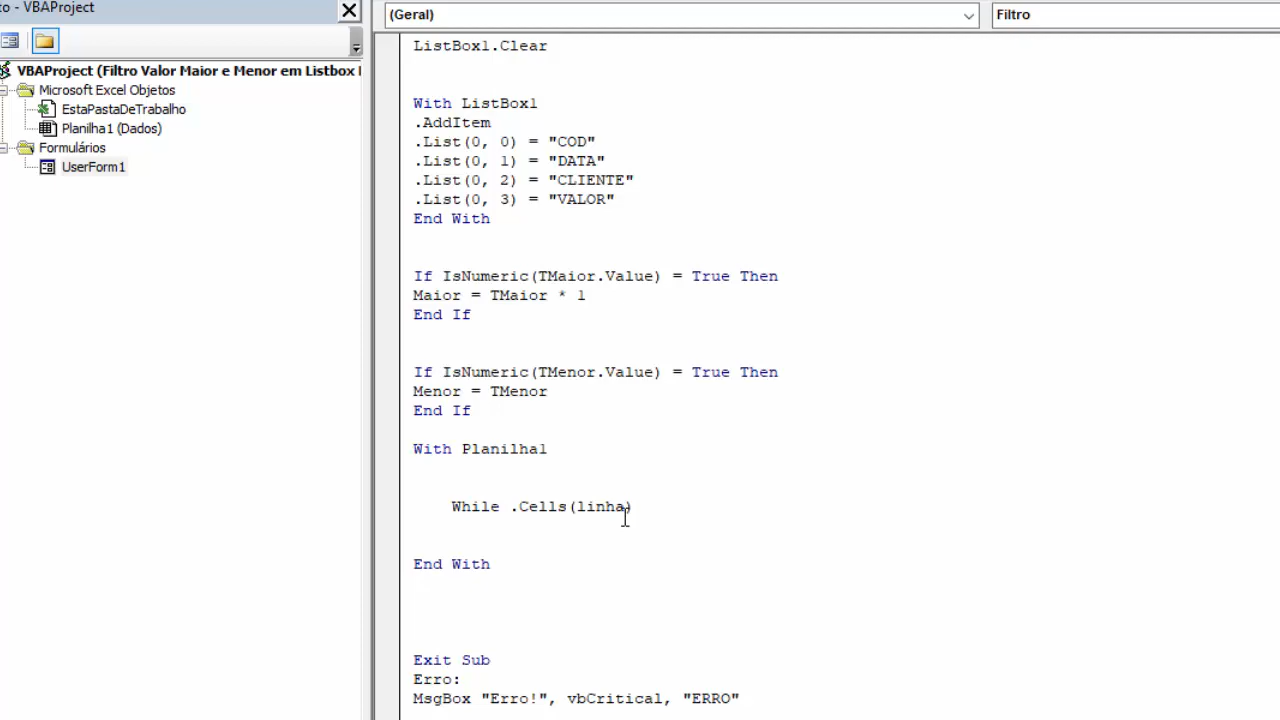 to - VBAProject
VBAProject (Filtro Valor Maior e Menor em Listbox
Microsoft Excel Objetos
EstaPastaDeTrabalho
Planilha1 (Dados)
Formulários
UserForm1
(Geral)
Filtro
ListBox1.Clear
With ListBox1
.AddItem
.List(0, 0) = "COD"
.List(0, 1) = "DATA"
.List(0, 2) = "CLIENTE"
.List(0, 3) = "VALOR"
End With
If IsNumeric(TMaior.Value) = True Then
Maior = TMaior * 1
End If
If IsNumeric(TMenor.Value) = True Then
Menor = TMenor
End If
With Planilha1
While .Cells(linha)
End With
Exit Sub
Erro:
MsgBox "Erro!", vbCritical, "ERRO"